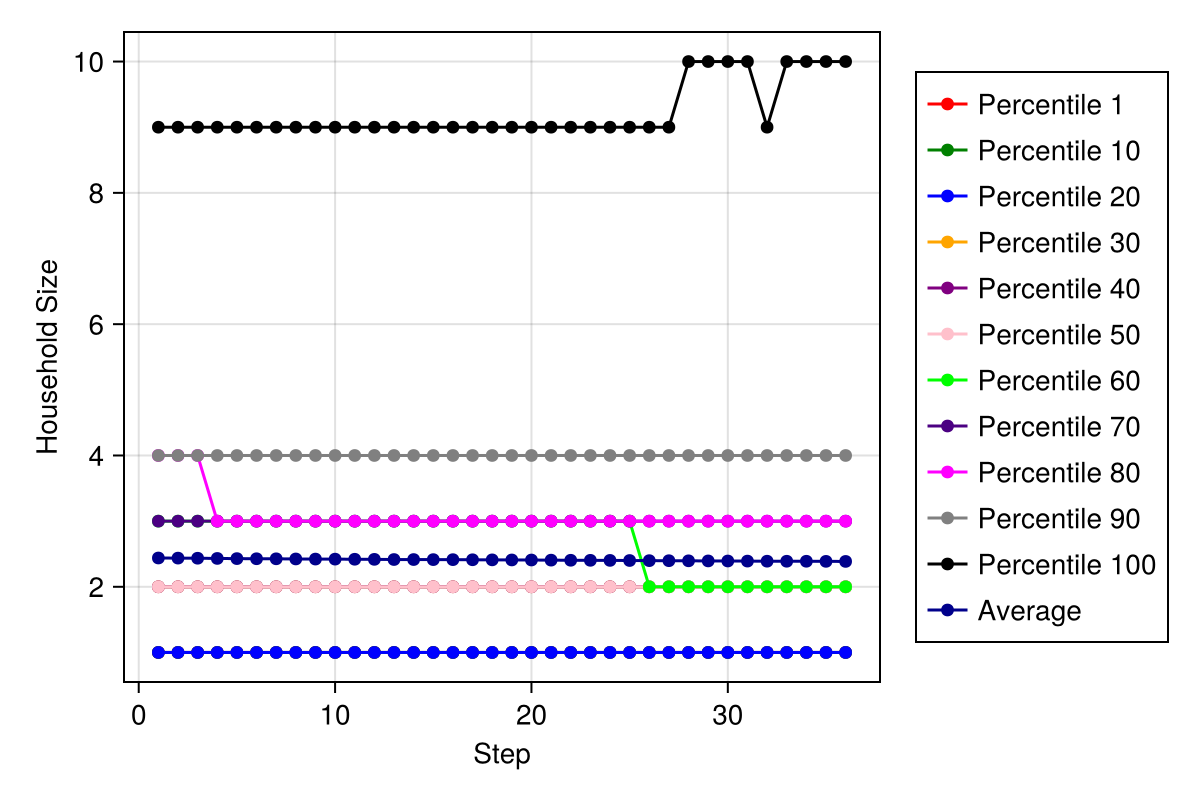 10
8
6
4
2
Household Size
0 10 20 30
Step
Percentile 1
Percentile 10
Percentile 20
Percentile 30
Percentile 40
Percentile 50
Percentile 60
Percentile 70
Percentile 80
Percentile 90
Percentile 100
Average